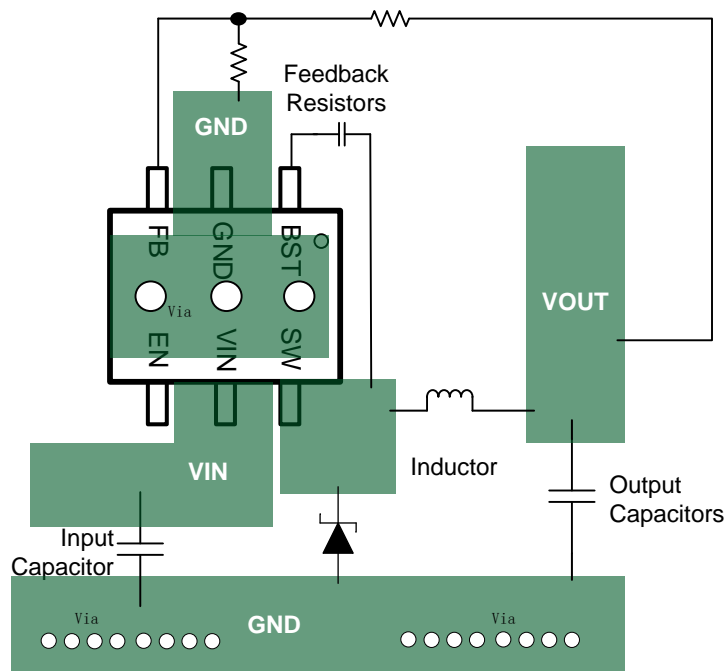 Feedback
Resistors
GND
FB
GND
BST
Via
VOUT
EN
VIN
SW
VIN
Inductor
Output
Capacitors
Input
Capacitor
Via
GND
Via